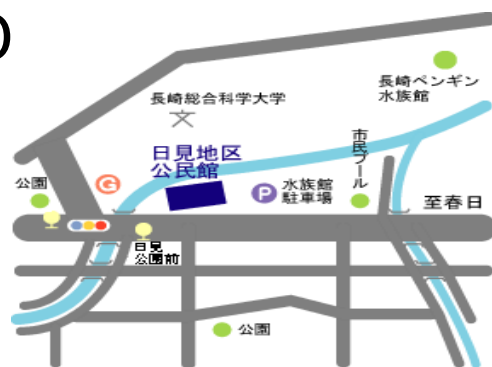 長崎ペンギン
水族館
長崎総合科学大学
日見地区
公民館
市民プール
公園
G
P
水族館
駐車場
至春日
日見
公園前
公園